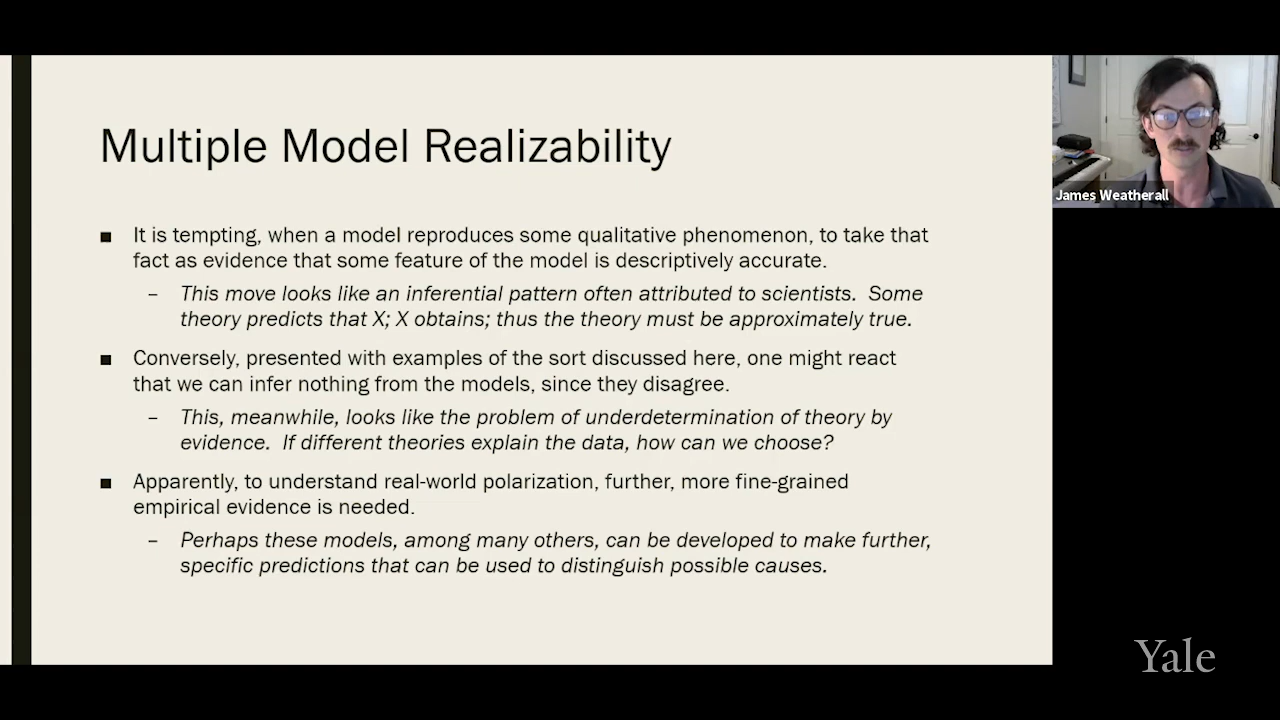 Multiple Model Realizability
■ It is tempting, when a model reproduces some qualitative phenomenon, to take that
fact as evidence that some feature of the model is descriptively accurate.
– This move looks like an inferential pattern often attributed to scientists. Some
theory predicts that X; X obtains; thus the theory must be approximately true.
■ Conversely, presented with examples of the sort discussed here, one might react
that we can infer nothing from the models, since they disagree.
– This, meanwhile, looks like the problem of underdetermination of theory by
evidence. If different theories explain the data, how can we choose?
■ Apparently, to understand real-world polarization, further, more fine-grained
empirical evidence is needed.
– Perhaps these models, among many others, can be developed to make further,
specific predictions that can be used to distinguish possible causes.
James Weatherall
Yale